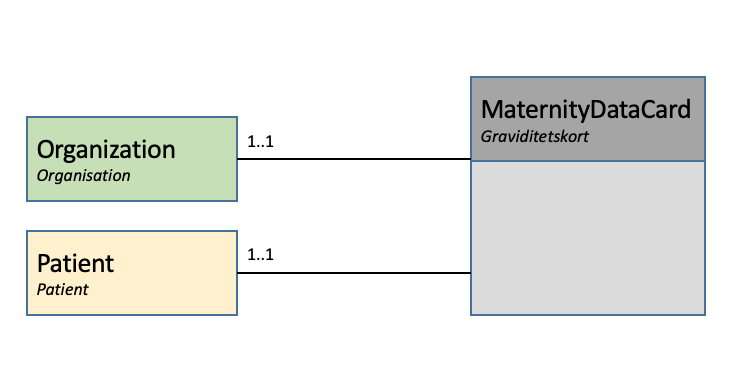 MaternityDataCard
Graviditetskort
Organization
Organisation
1..1
Patient
Patient
1..1